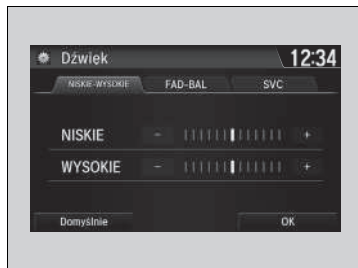 Dźwięk 12:34
NISKIE-WYSOKIE FAD-BAL SVC
NISKIE - +
WYSOKIE - +
Domyślnie OK